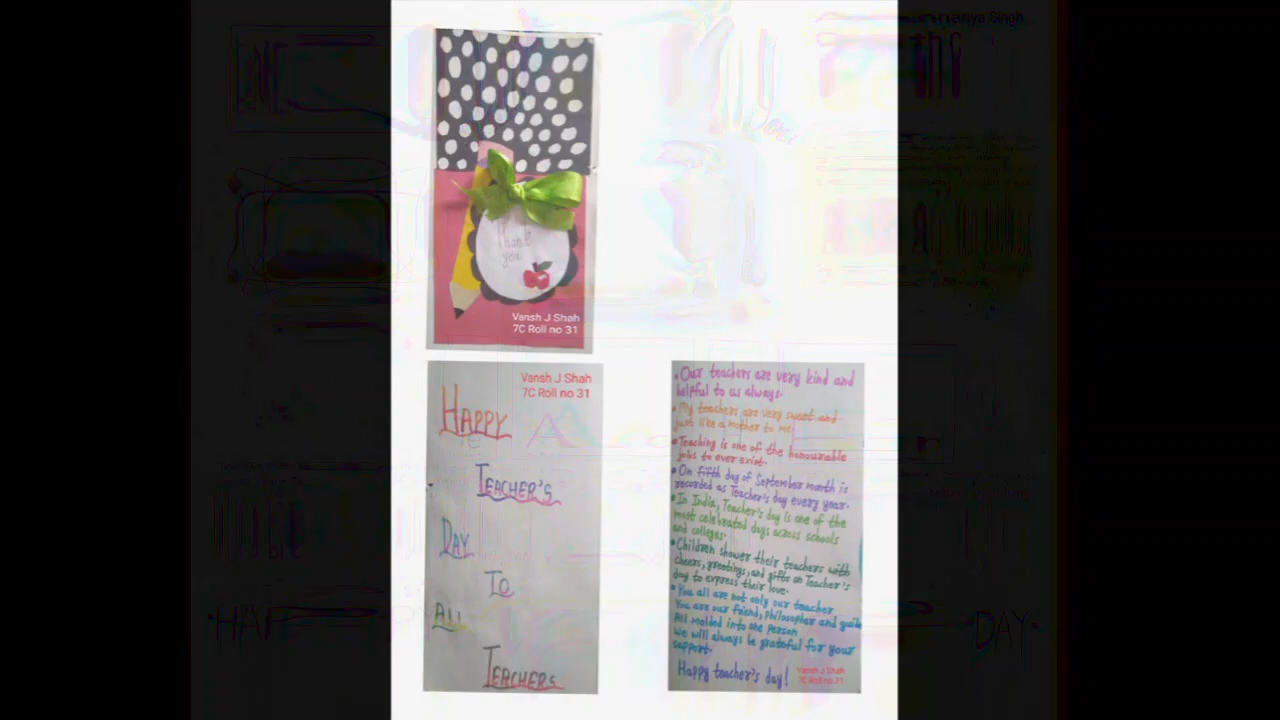 Thank
you
Vansh J Shah
7C Roll no 31
Vansh J Shah
7C Roll no 31
HAPPY
TEACHER'S
DAY
TO
ALL
TEACHERS
• Our teachers are very kind and
helpful to us always.
• My teachers are very sweet and
just like a mother to me.
• Teaching is one of the honourable
jobs to ever exist.
• On fifth day of September month is
recorded as Teacher's day every year.
• In India, Teacher's day is one of the
most celebrated days across schools
and colleges.
• Children shower their teachers with
cheers, greetings, and gifts on Teacher's
day to express their love.
• You all are not only our teacher
You are our friend, philosopher and guide
All molded into one person
We will always be grateful for your
support.
Happy teacher's day!
Vansh J Shah
7C Roll no 31
Singh
HA
DAY